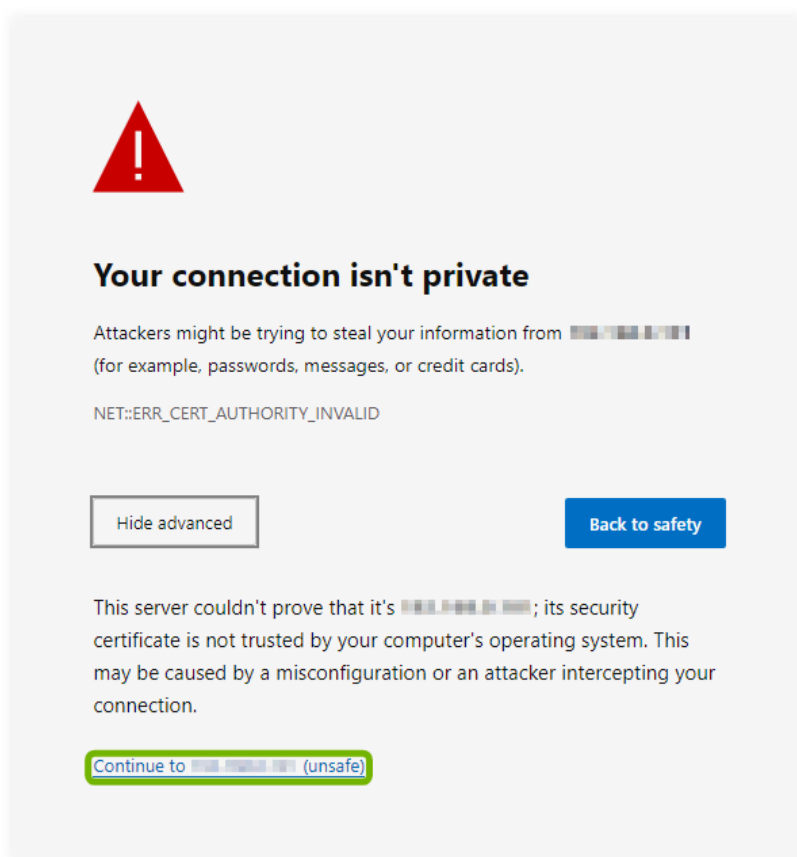 !
Your connection isn't private
Attackers might be trying to steal your information from
(for example, passwords, messages, or credit cards).
NET::ERR_CERT_AUTHORITY_INVALID
Hide advanced
Back to safety
This server couldn't prove that it's ; its security
certificate is not trusted by your computer's operating system. This
may be caused by a misconfiguration or an attacker intercepting your
connection.
Continue to (unsafe)